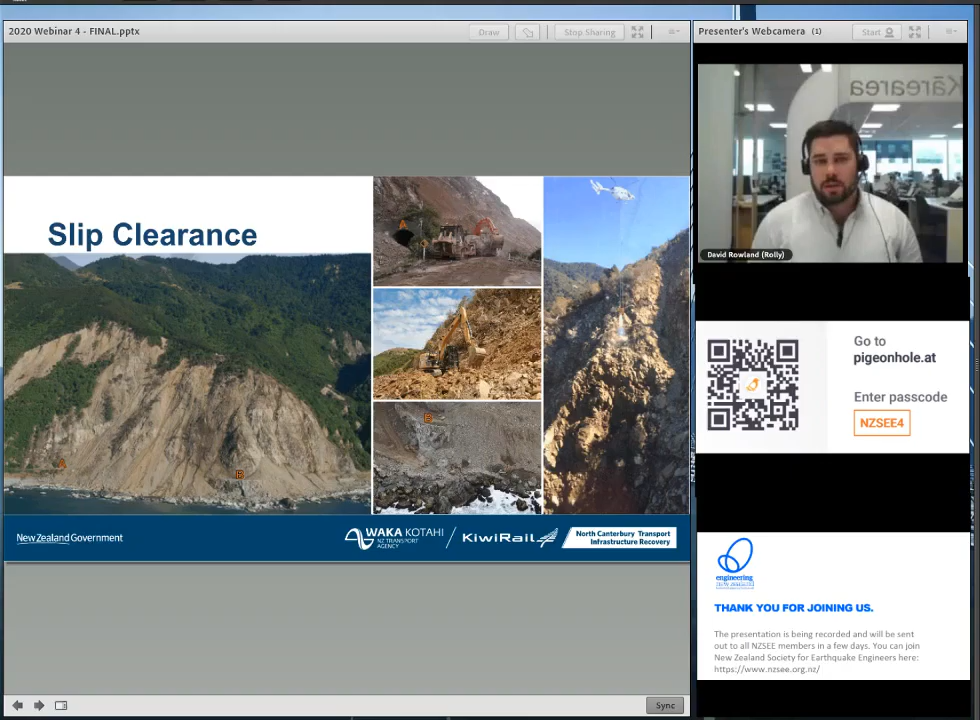 2020 Webinar 4 - FINAL.pptx
Draw
Stop Sharing
Presenter's Webcamera (1)
Start
Kārearea
David Rowland (Rolly)
Slip Clearance
A
B
A
B
New Zealand Government
WAKA KOTAHI
NZ TRANSPORT
AGENCY
KiwiRail
North Canterbury Transport
Infrastructure Recovery
Go to
pigeonhole.at
Enter passcode
NZSEE4
engineering
NEW ZEALAND
THANK YOU FOR JOINING US.
The presentation is being recorded and will be sent
out to all NZSEE members in a few days. You can join
New Zealand Society for Earthquake Engineers here:
https://www.nzsee.org.nz/
Sync